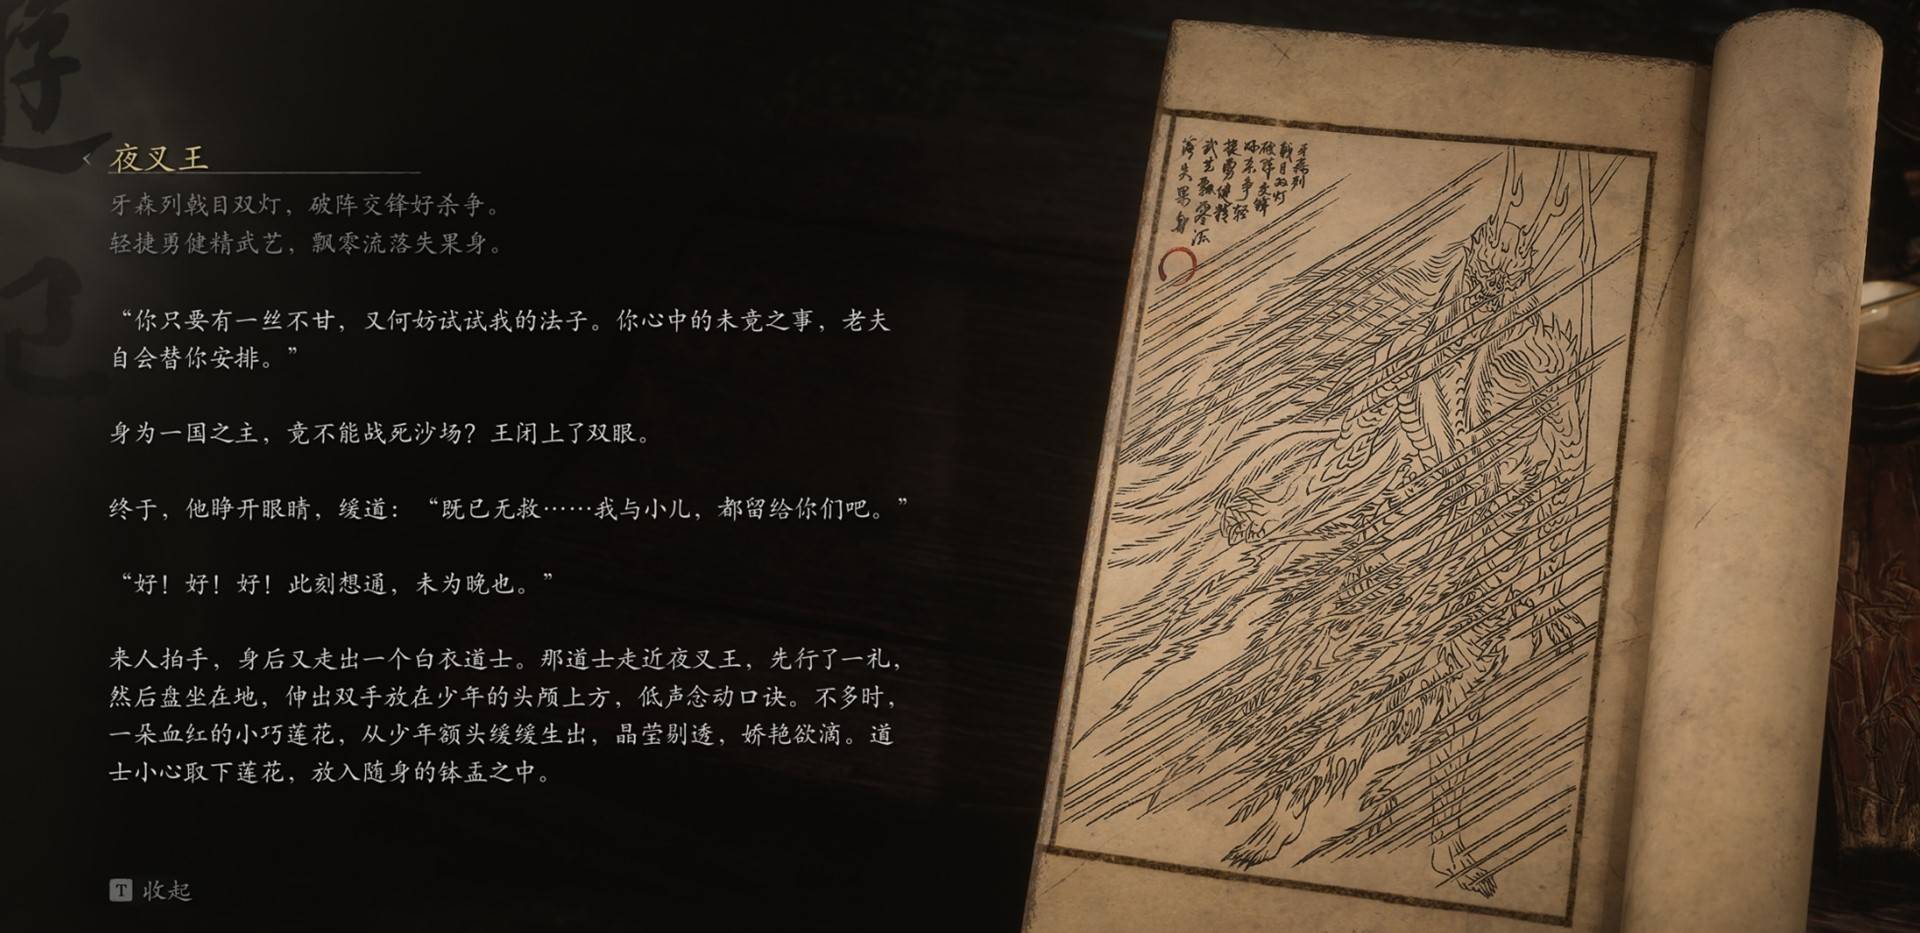 夜叉王
牙森列戟目双灯，破阵交锋好杀争。
轻捷勇健精武艺，飘零流落失果身。
“你只要有一丝不甘，又何妨试试我的法子。你心中的未竟之事，老夫
自会替你安排。”
身为一国之主，竟不能战死沙场？王闭上了双眼。
终于，他睁开眼睛，缓道：“既已无救……我与小儿，都留给你们吧。”
“好！好！好！此刻想通，未为晚也。”
来人拍手，身后又走出一个白衣道士。那道士走近夜叉王，先行了一礼，
然后盘坐在地，伸出双手放在少年的头颅上方，低声念动口诀。不多时，
一朵血红的小巧莲花，从少年额头缓缓生出，晶莹剔透，娇艳欲滴。道
士小心取下莲花，放入随身的钵盂之中。
T 收起
牙森列
戟目双灯
破阵交锋
好杀争轻
捷勇健精
武艺飘零流
落失果身